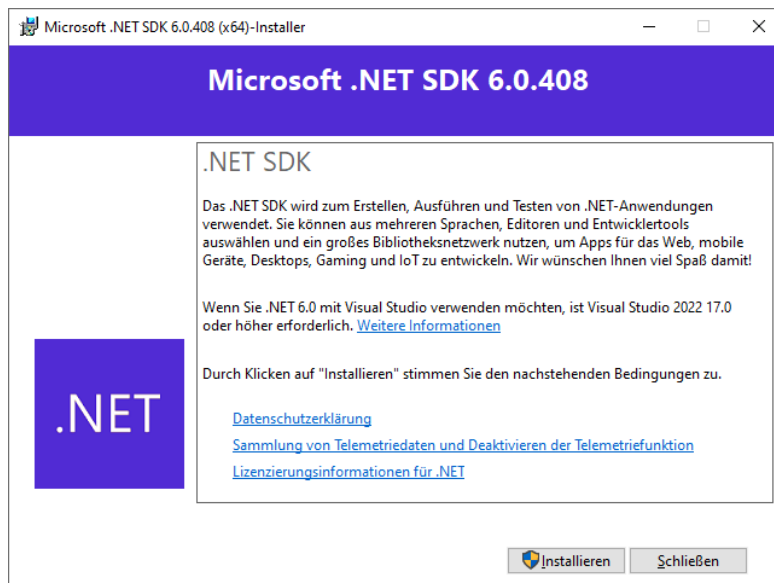 Microsoft .NET SDK 6.0.408 (x64)-Installer
Microsoft .NET SDK 6.0.408
.NET SDK
Das .NET SDK wird zum Erstellen, Ausführen und Testen von .NET-Anwendungen
verwendet. Sie können aus mehreren Sprachen, Editoren und Entwicklertools
auswählen und ein großes Bibliotheksnetzwerk nutzen, um Apps für das Web, mobile
Geräte, Desktops, Gaming und IoT zu entwickeln. Wir wünschen Ihnen viel Spaß damit!
Wenn Sie .NET 6.0 mit Visual Studio verwenden möchten, ist Visual Studio 2022 17.0
oder höher erforderlich. Weitere Informationen
Durch Klicken auf "Installieren" stimmen Sie den nachstehenden Bedingungen zu.
.NET
Datenschutzerklärung
Sammlung von Telemetriedaten und Deaktivieren der Telemetriefunktion
Lizenzierungsinformationen für .NET
Installieren
Schließen